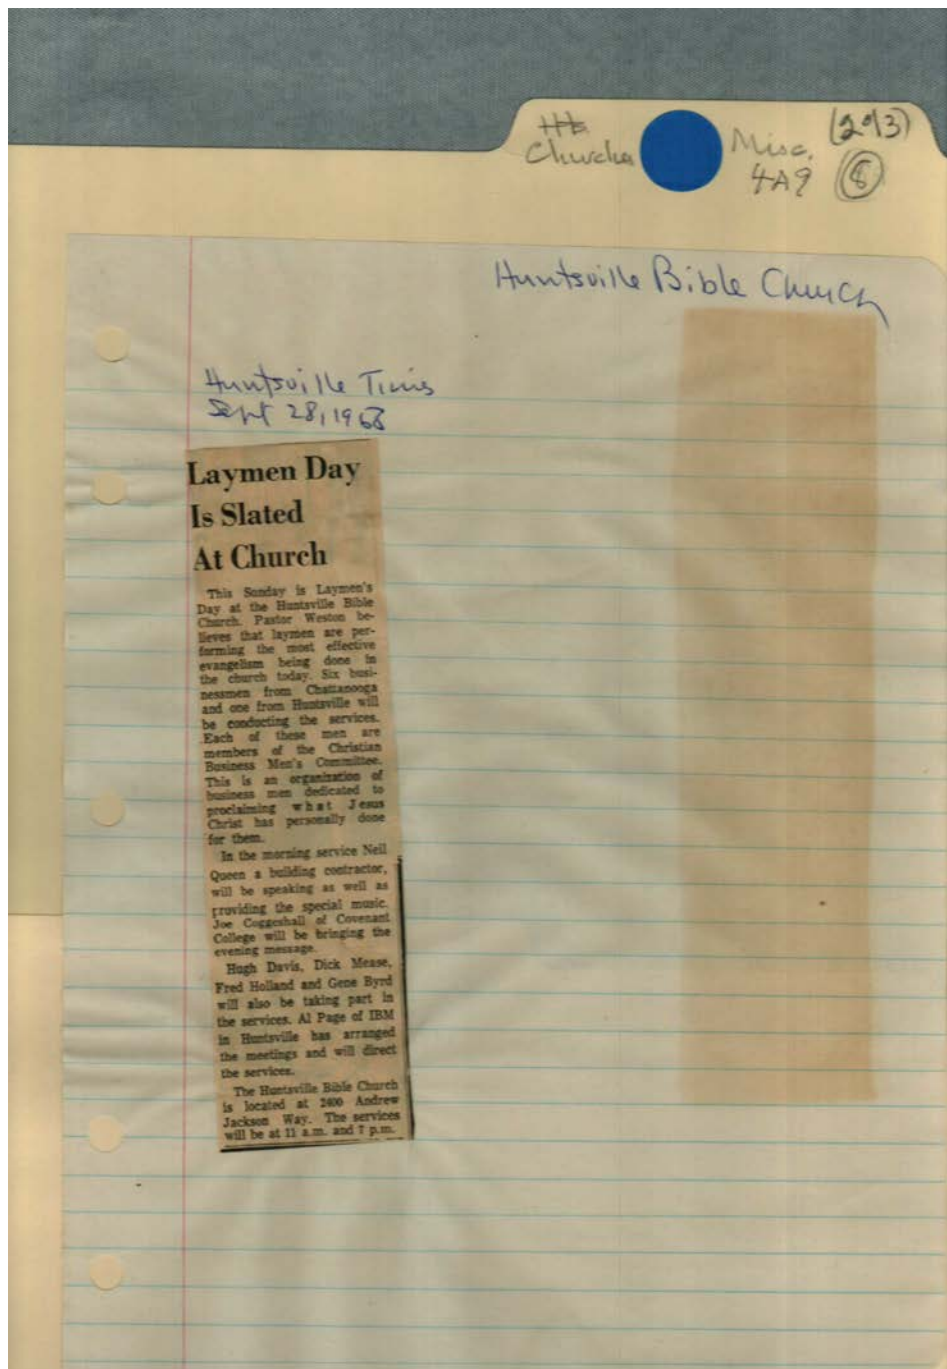 Churches Misc. (293)
4A9 8
Huntsville Bible Church
Huntsville Times
Sept 28, 1968
Laymen Day
Is Slated
At Church
This Sunday is Laymen's
Day at the Huntsville Bible
Church. Pastor Weston be-
lieves that laymen are per-
forming the most effective
evangelism being done in
the church today. Six busi-
nessmen from Chattanooga
and one from Huntsville will
be conducting the services.
Each of these men are
members of the Christian
Business Men's Committee.
This is an organization of
business men dedicated to
proclaiming what Jesus
Christ has personally done
for them.
In the morning service Neil
Queen a building contractor,
will be speaking as well as
providing the special music.
Joe Coggeshall of Covenant
College will be bringing the
evening message.
Hugh Davis, Dick Mease,
Fred Holland and Gene Byrd
will also be taking part in
the services. Al Page of IBM
in Huntsville has arranged
the meetings and will direct
the services.
The Huntsville Bible Church
is located at 2400 Andrew
Jackson Way. The services
will be at 11 a.m. and 7 p.m.